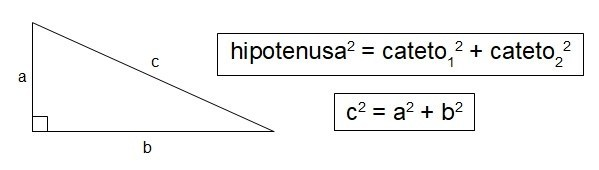 a
c
b
hipotenusa² = cateto₁² + cateto₂²
c² = a² + b²